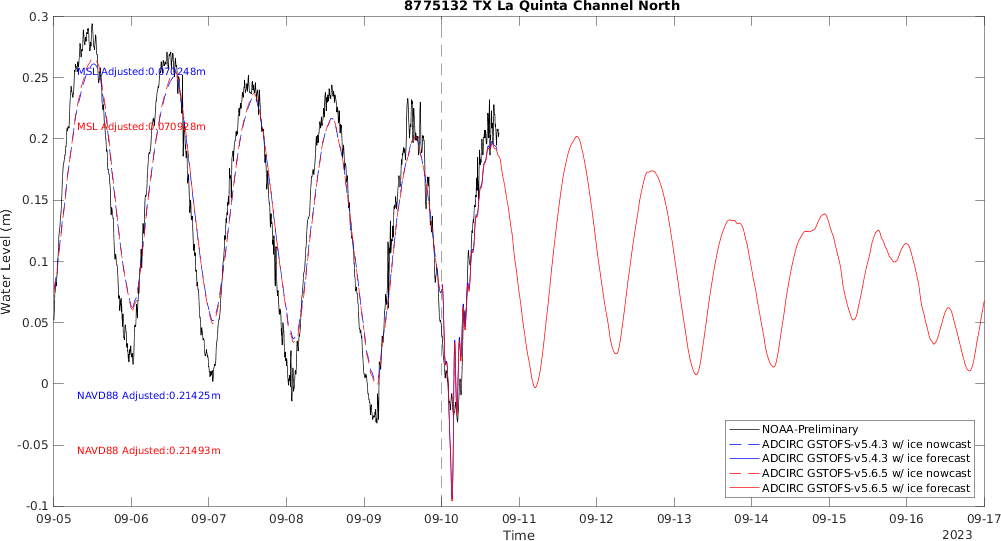 8775132 TX La Quinta Channel North
0.3
0.25
0.2
0.15
0.1
0.05
0
-0.05
-0.1
Water Level (m)
MSL Adjusted:0.070248m
MSL Adjusted:0.070928m
NAVD88 Adjusted:0.21425m
NAVD88 Adjusted:0.21493m
NOAA-Preliminary
ADCIRC GSTOFS-v5.4.3 w/ ice nowcast
ADCIRC GSTOFS-v5.4.3 w/ ice forecast
ADCIRC GSTOFS-v5.6.5 w/ ice nowcast
ADCIRC GSTOFS-v5.6.5 w/ ice forecast
09-05 09-06 09-07 09-08 09-09 09-10 09-11 09-12 09-13 09-14 09-15 09-16 09-17
Time
2023